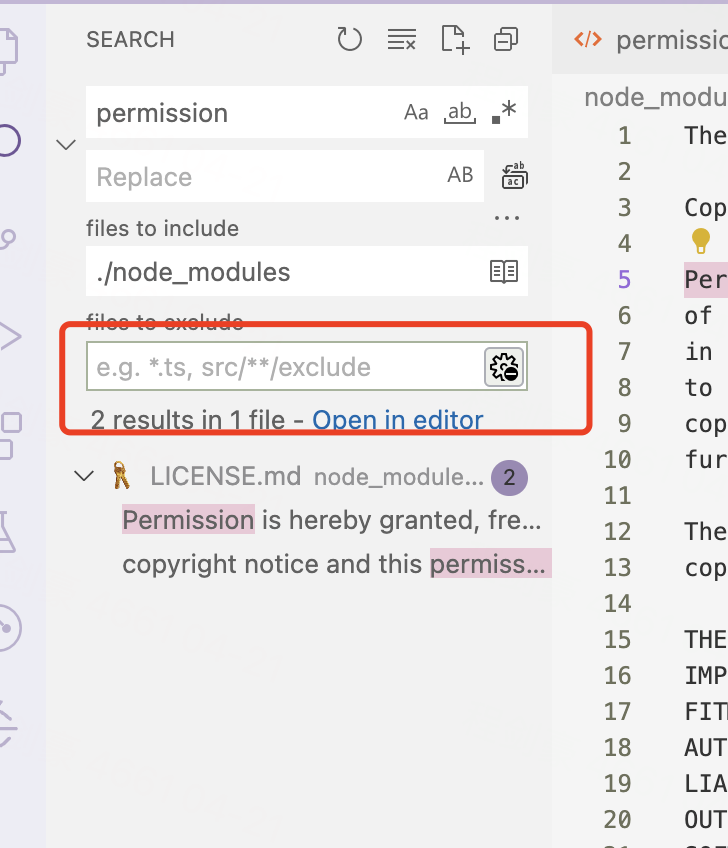 SEARCH
permission
Aa
ab
.*
Replace
AB
ab
ac
...
files to include
./node_modules
files to exclude
e.g. *.ts, src/**/exclude
2 results in 1 file - Open in editor
LICENSE.md node_module... 2
Permission is hereby granted, fre...
copyright notice and this permiss...
permissio
node_modu
1 The
2
3 Cop
4
5 Per
6 of
7 in
8 to
9 cop
10 fur
11
12 The
13 cop
14
15 THE
16 IMP
17 FIT
18 AUT
19 LIA
20 OUT